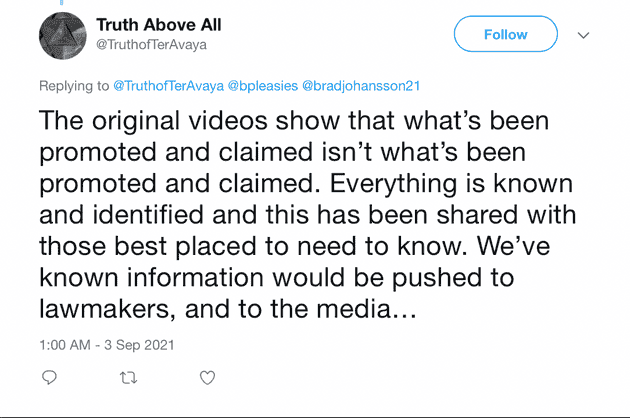 Truth Above All
@TruthofTerAvaya
Follow
Replying to @TruthofTerAvaya @bpleasies @bradjohansson21
The original videos show that what’s been
promoted and claimed isn’t what’s been
promoted and claimed. Everything is known
and identified and this has been shared with
those best placed to need to know. We’ve
known information would be pushed to
lawmakers, and to the media…
1:00 AM - 3 Sep 2021